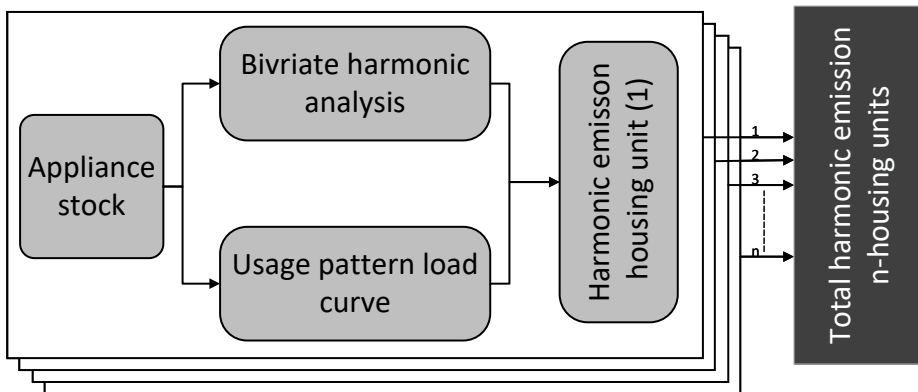 Appliance
stock
Bivriate harmonic
analysis
Usage pattern load
curve
Harmonic emisson
housing unit (1)
1
2
3
n
Total harmonic emission
n-housing units